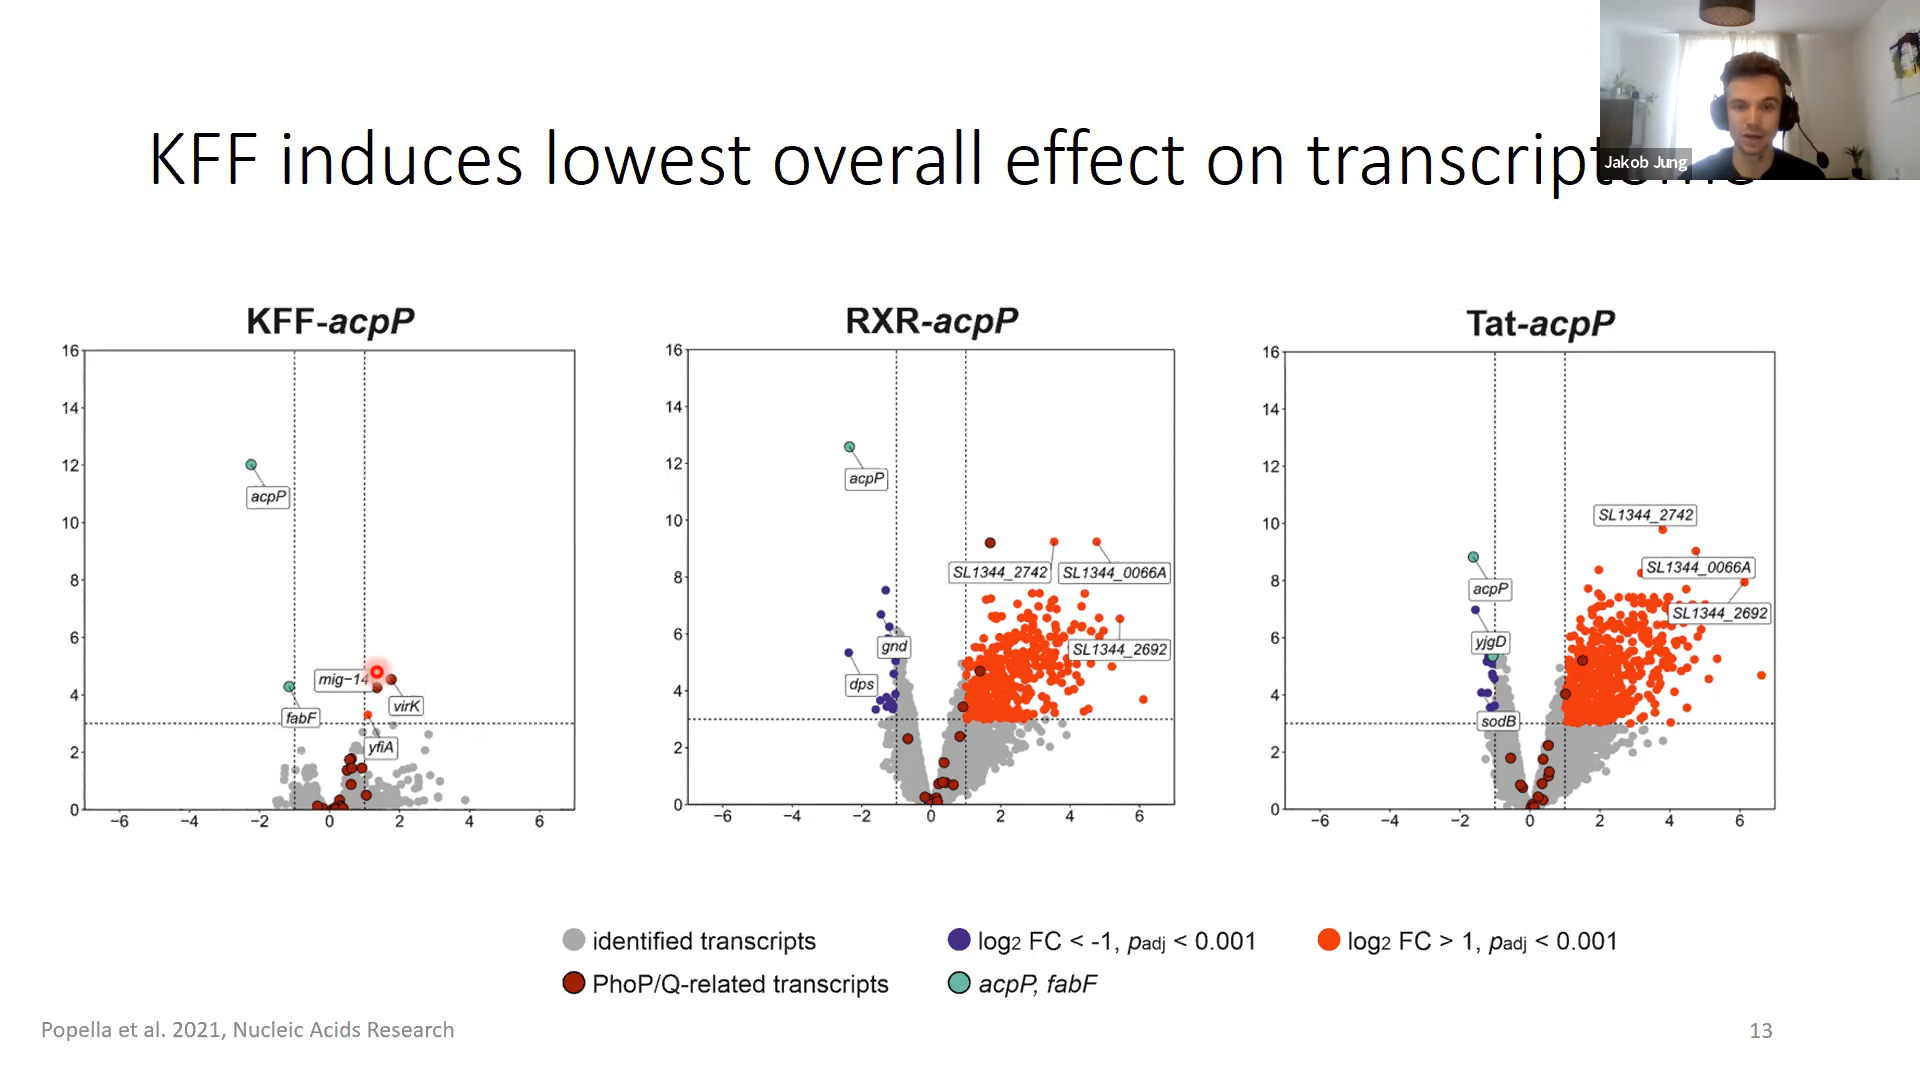 KFF induces lowest overall effect on
Jakob Jung
KFF-acpP
16
14
12
10
8
6
4
2
0
−6
−4
−2
0
2
4
6
acpP
mig−14
virK
fabF
yfiA
RXR-acpP
16
14
12
10
8
6
4
2
0
−6
−4
−2
0
2
4
6
acpP
SL1344_2742
SL1344_0066A
gnd
SL1344_2692
dps
Tat-acpP
16
14
12
10
8
6
4
2
0
−6
−4
−2
0
2
4
6
SL1344_2742
SL1344_0066A
acpP
SL1344_2692
yjgD
sodB
identified transcripts
log2 FC < -1, padj < 0.001
log2 FC > 1, padj < 0.001
PhoP/Q-related transcripts
acpP, fabF
Popella et al. 2021, Nucleic Acids Research
13